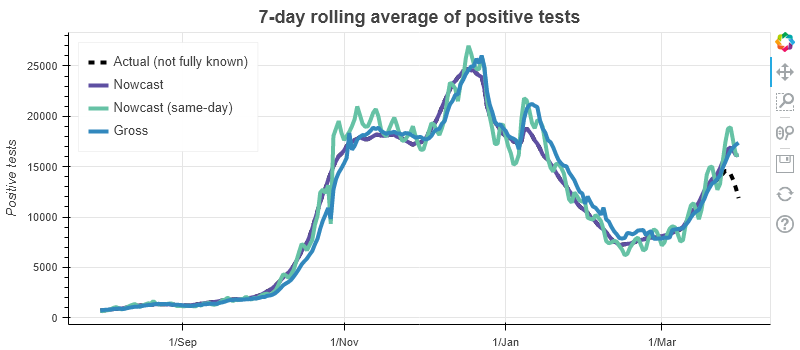 7-day rolling average of positive tests
Actual (not fully known)
Nowcast
Nowcast (same-day)
Gross
Positive tests
25000
20000
15000
10000
5000
0
1/Sep
1/Nov
1/Jan
1/Mar